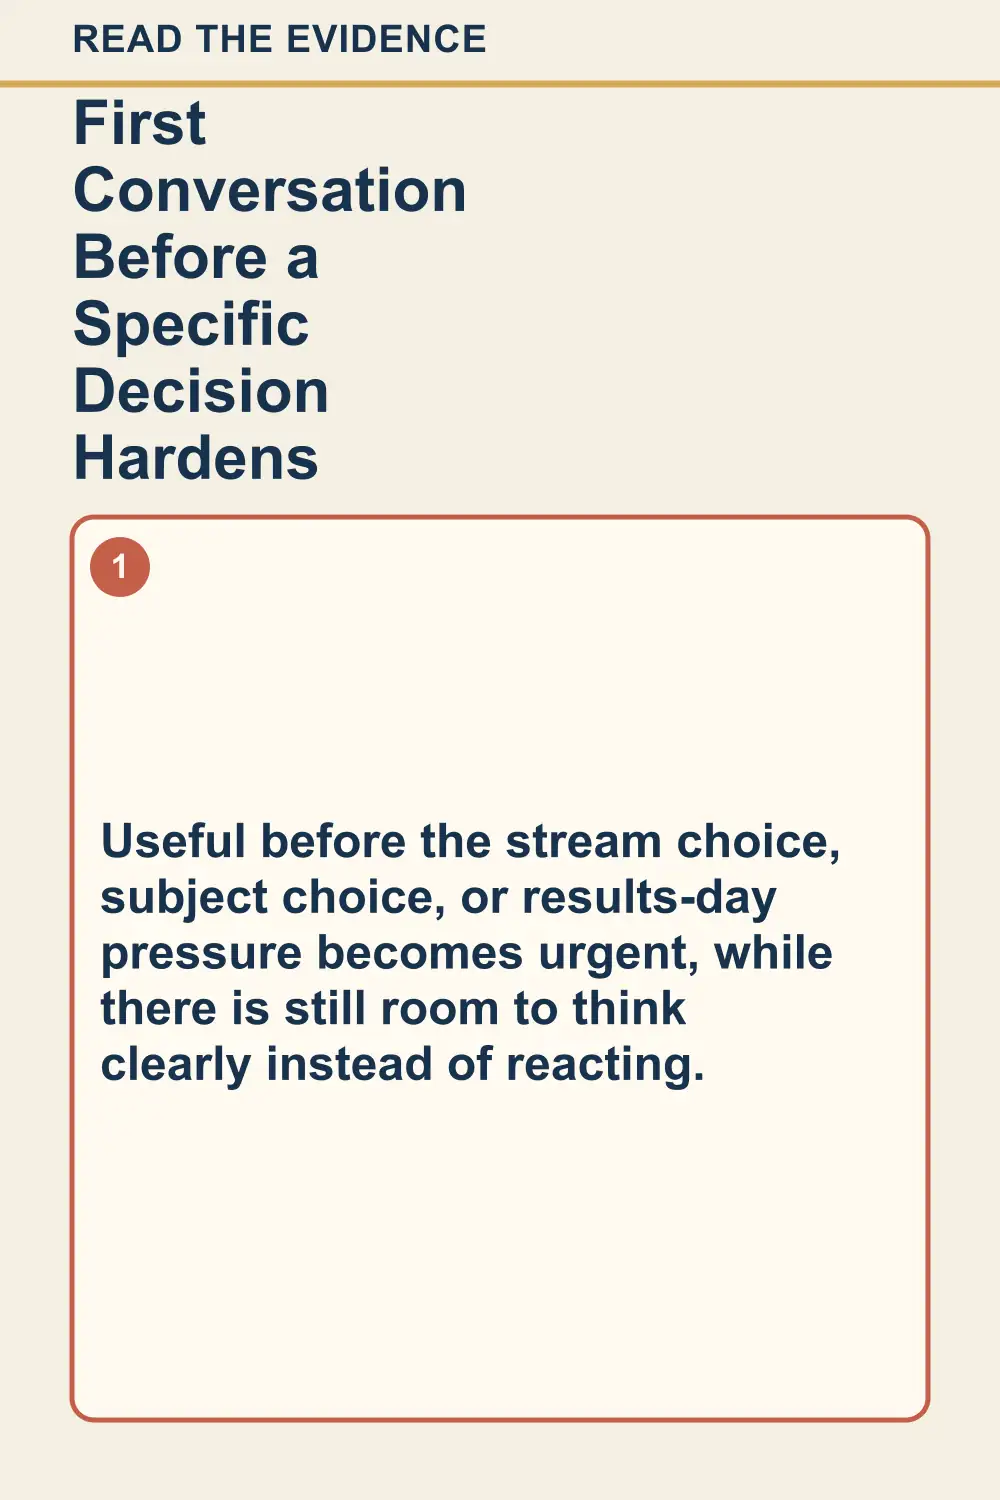 READ THE EVIDENCE
First
Conversation
Before a
Specific
Decision
Hardens
1
Useful before the stream choice,
subject choice, or results-day
pressure becomes urgent, while
there is still room to think
clearly instead of reacting.